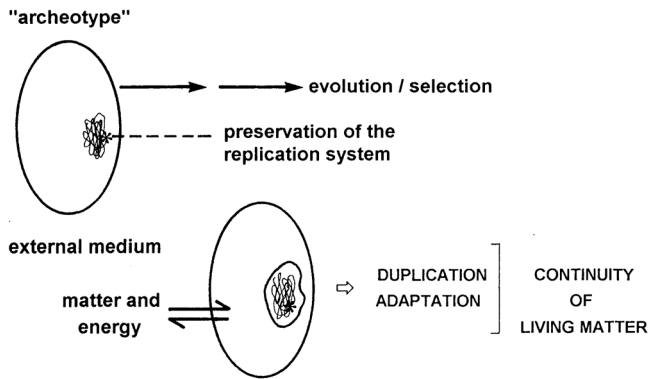 "archeotype"
evolution / selection
preservation of the
replication system
external medium
matter and
energy
DUPLICATION
ADAPTATION
CONTINUITY
OF
LIVING MATTER